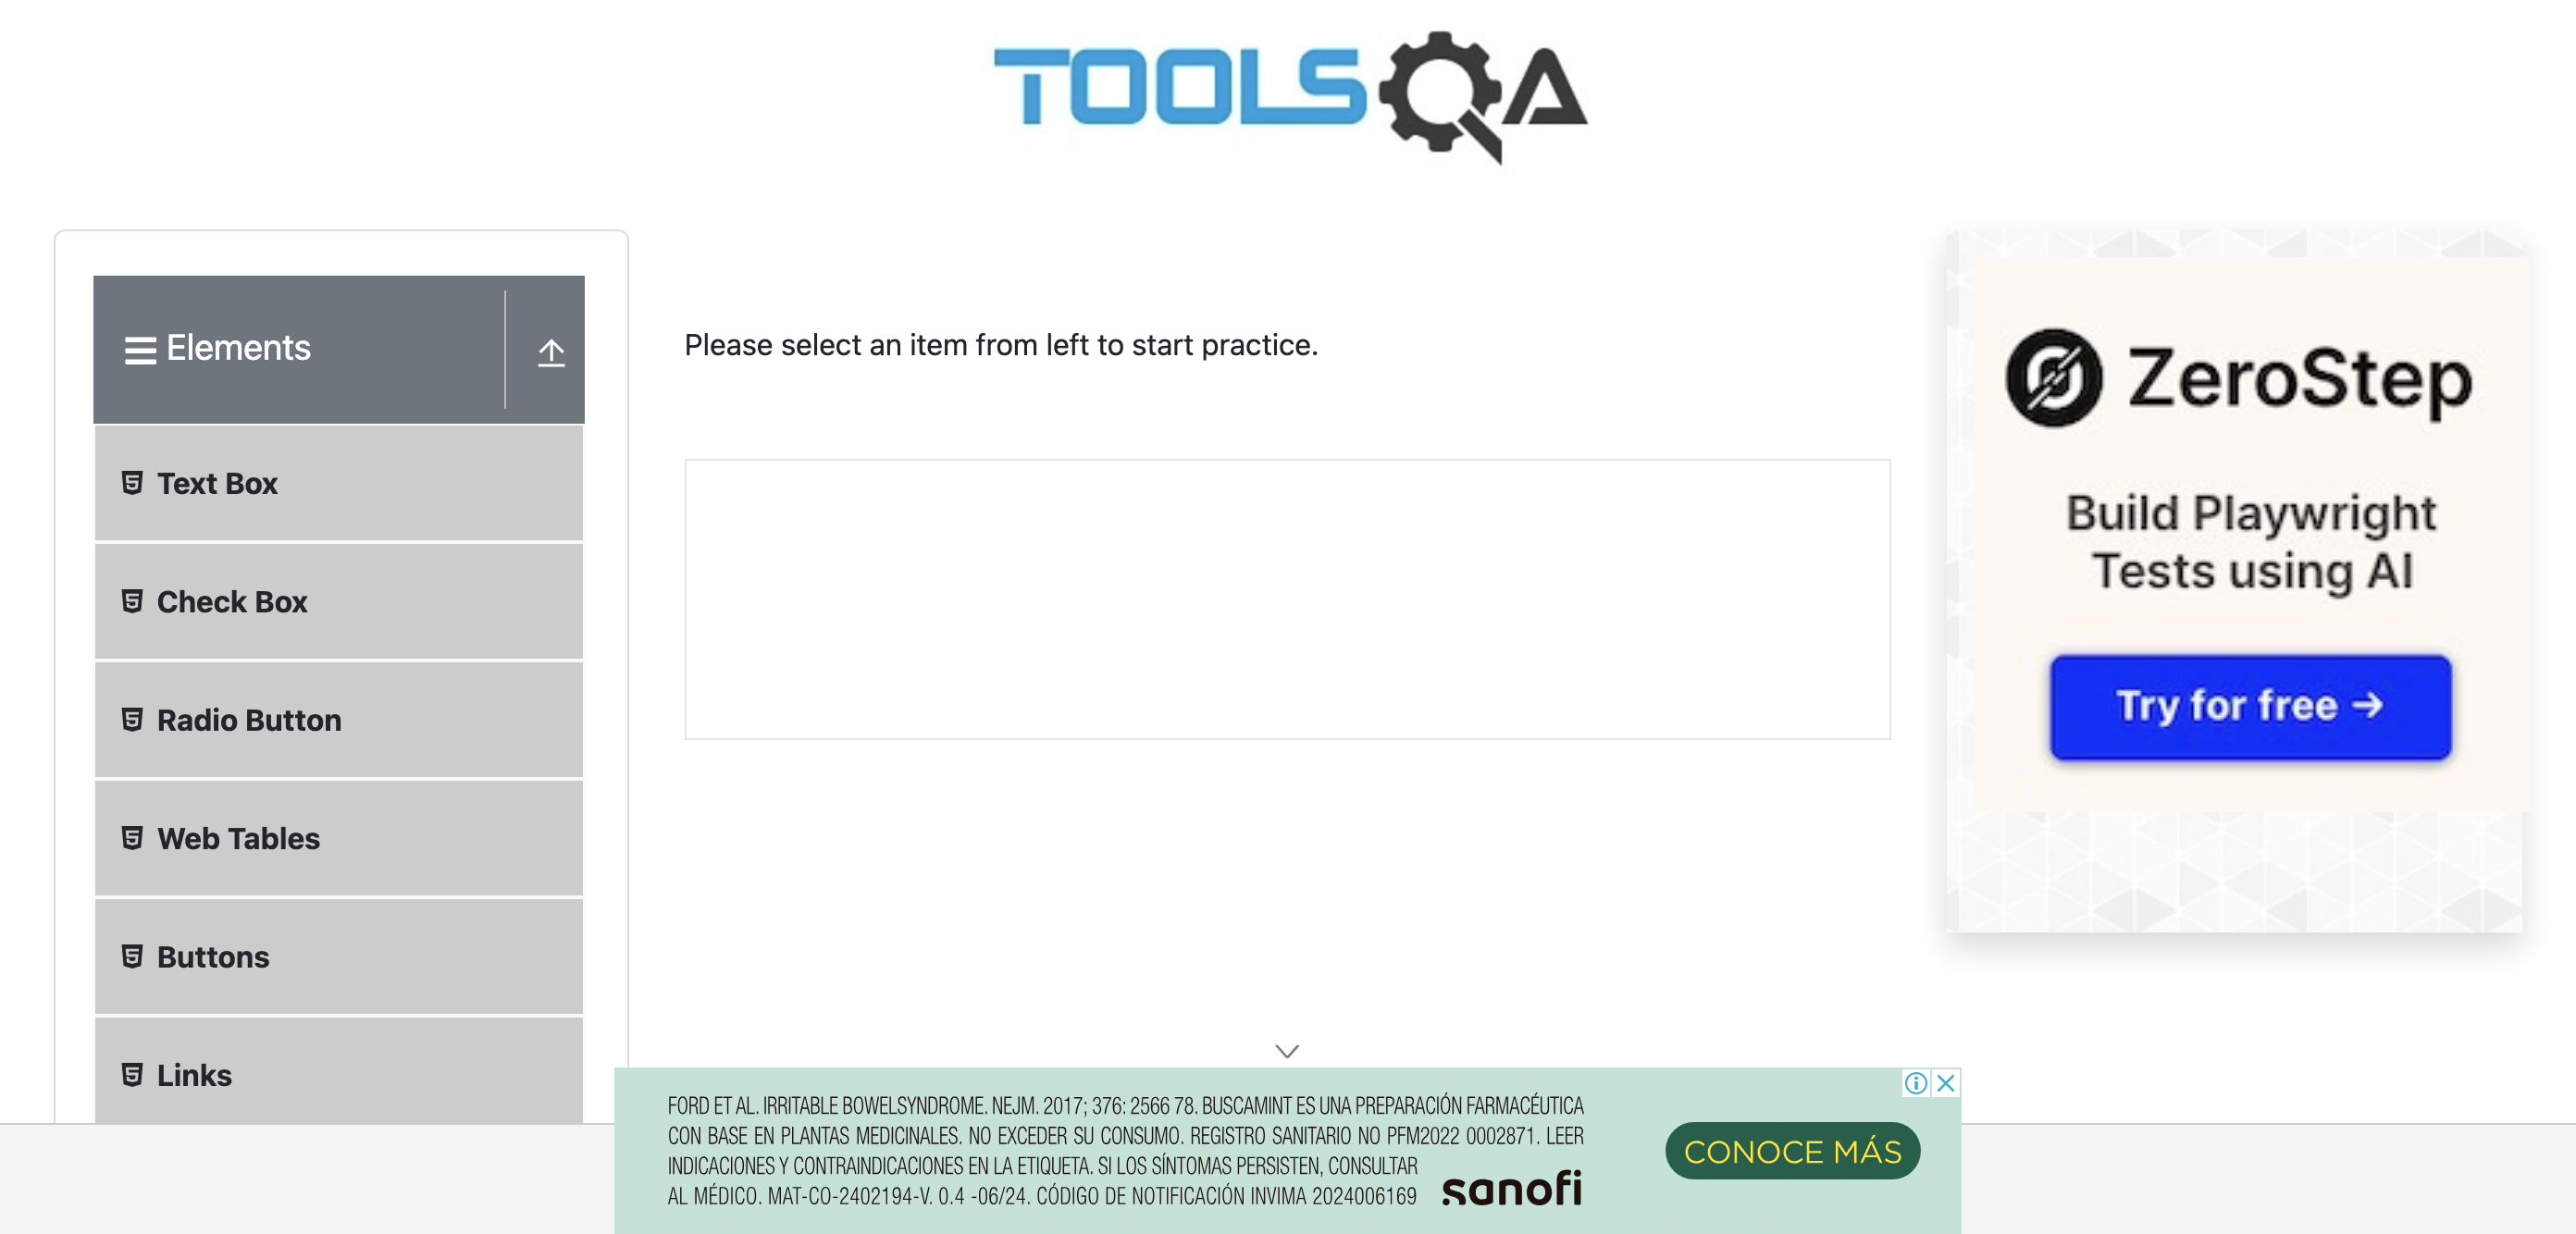 TOOLSQA
Elements
Text Box
Check Box
Radio Button
Web Tables
Buttons
Links
Please select an item from left to start practice.
ZeroStep
Build Playwright
Tests using AI
Try for free →
FORD ET AL. IRRITABLE BOWELSYNDROME. NEJM. 2017; 376: 2566 78. BUSCAMINT ES UNA PREPARACIÓN FARMACÉUTICA
CON BASE EN PLANTAS MEDICINALES. NO EXCEDER SU CONSUMO. REGISTRO SANITARIO NO PFM2022 0002871. LEER
INDICACIONES Y CONTRAINDICACIONES EN LA ETIQUETA. SI LOS SÍNTOMAS PERSISTEN, CONSULTAR
AL MÉDICO. MAT-CO-2402194-V. 0.4 -06/24. CÓDIGO DE NOTIFICACIÓN INVIMA 2024006169
sanofi
CONOCE MÁS